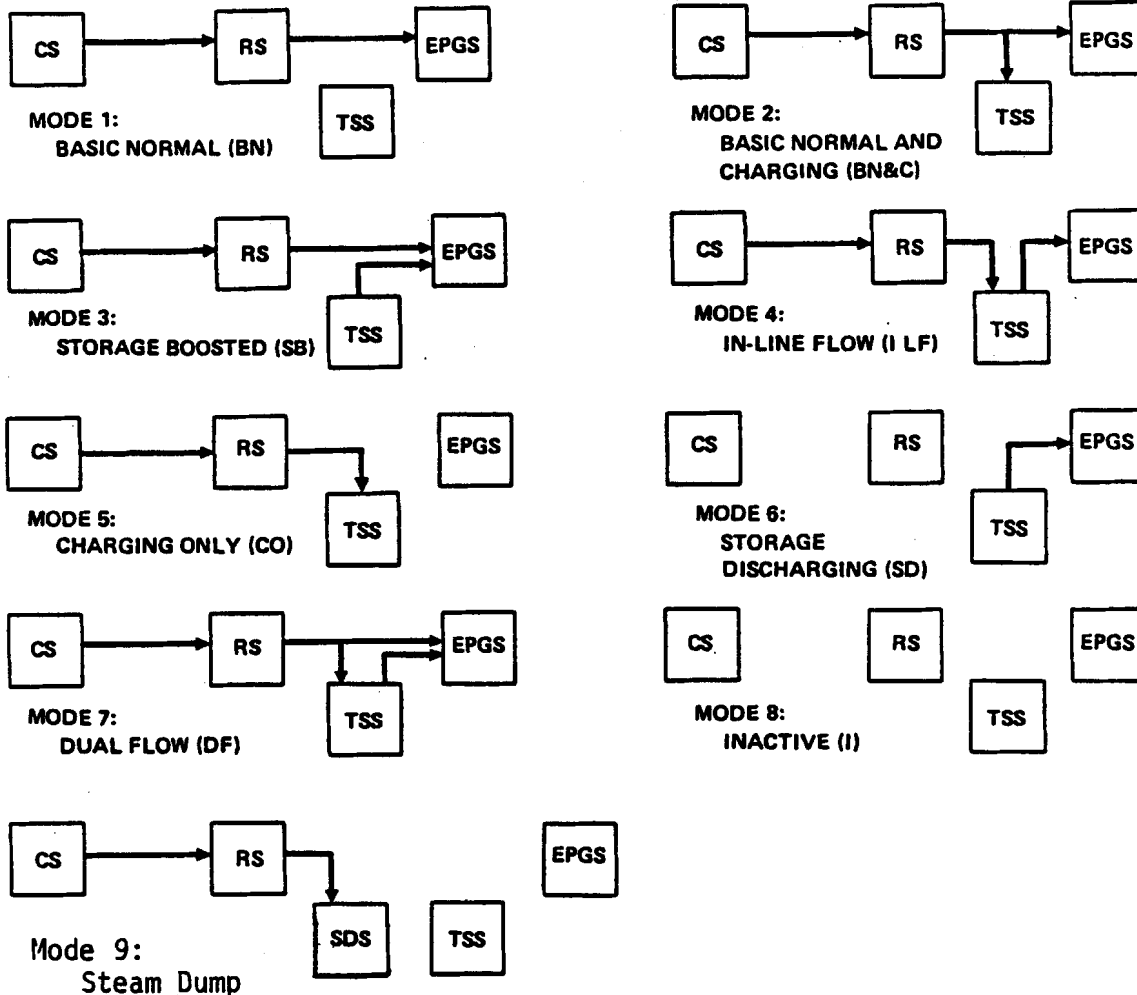 CS RS EPGS
TSS
MODE 1:
BASIC NORMAL (BN)
CS RS EPGS
TSS
MODE 2:
BASIC NORMAL AND
CHARGING (BN&C)
CS RS EPGS
MODE 3:
STORAGE BOOSTED (SB)
TSS
CS RS EPGS
MODE 4:
IN-LINE FLOW (I LF)
TSS
CS RS EPGS
MODE 5:
CHARGING ONLY (CO)
TSS
CS RS EPGS
MODE 6:
STORAGE
DISCHARGING (SD)
TSS
CS RS EPGS
MODE 7:
DUAL FLOW (DF)
TSS
CS RS EPGS
MODE 8:
INACTIVE (I)
TSS
CS RS EPGS
SDS TSS
Mode 9:
Steam Dump